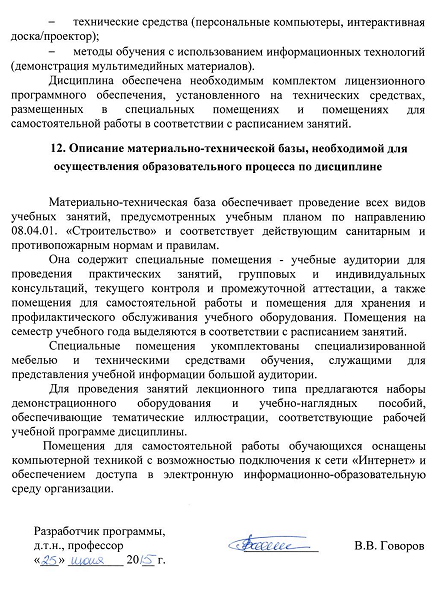 – технические средства (персональные компьютеры, интерактивная
доска/проектор);
– методы обучения с использованием информационных технологий
(демонстрация мультимедийных материалов).
Дисциплина обеспечена необходимым комплектом лицензионного
программного обеспечения, установленного на технических средствах,
размещенных в специальных помещениях и помещениях для
самостоятельной работы в соответствии с расписанием занятий.
12. Описание материально-технической базы, необходимой для
осуществления образовательного процесса по дисциплине
Материально-техническая база обеспечивает проведение всех видов
учебных занятий, предусмотренных учебным планом по направлению
08.04.01. «Строительство» и соответствует действующим санитарным и
противопожарным нормам и правилам.
Она содержит специальные помещения - учебные аудитории для
проведения практических занятий, групповых и индивидуальных
консультаций, текущего контроля и промежуточной аттестации, а также
помещения для самостоятельной работы и помещения для хранения и
профилактического обслуживания учебного оборудования. Помещения на
семестр учебного года выделяются в соответствии с расписанием занятий.
Специальные помещения укомплектованы специализированной
мебелью и техническими средствами обучения, служащими для
представления учебной информации большой аудитории.
Для проведения занятий лекционного типа предлагаются наборы
демонстрационного оборудования и учебно-наглядных пособий,
обеспечивающие тематические иллюстрации, соответствующие рабочей
учебной программе дисциплины.
Помещения для самостоятельной работы обучающихся оснащены
компьютерной техникой с возможностью подключения к сети «Интернет» и
обеспечением доступа в электронную информационно-образовательную
среду организации.
Разработчик программы,
д.т.н., профессор В.В. Говоров
«25» июня 2015 г.